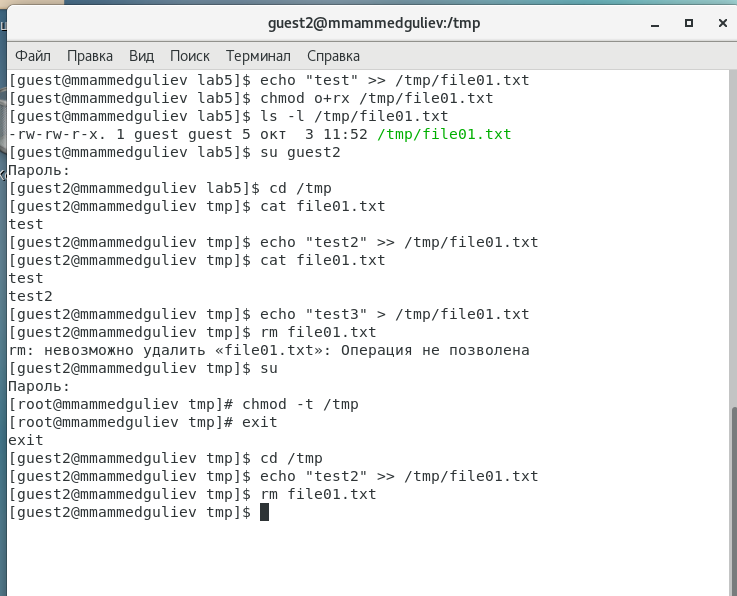 guest2@mmammedguliev:/tmp
Файл Правка Вид Поиск Терминал Справка
[guest@mmammedguliev lab5]$ echo "test" >> /tmp/file01.txt
[guest@mmammedguliev lab5]$ chmod o+rx /tmp/file01.txt
[guest@mmammedguliev lab5]$ ls -l /tmp/file01.txt
-rw-rw-r-x. 1 guest guest 5 окт  3 11:52 /tmp/file01.txt
[guest@mmammedguliev lab5]$ su guest2
Пароль:
[guest2@mmammedguliev lab5]$ cd /tmp
[guest2@mmammedguliev tmp]$ cat file01.txt
test
[guest2@mmammedguliev tmp]$ echo "test2" >> /tmp/file01.txt
[guest2@mmammedguliev tmp]$ cat file01.txt
test
test2
[guest2@mmammedguliev tmp]$ echo "test3" > /tmp/file01.txt
[guest2@mmammedguliev tmp]$ rm file01.txt
rm: невозможно удалить «file01.txt»: Операция не позволена
[guest2@mmammedguliev tmp]$ su
Пароль:
[root@mmammedguliev tmp]# chmod -t /tmp
[root@mmammedguliev tmp]# exit
exit
[guest2@mmammedguliev tmp]$ cd /tmp
[guest2@mmammedguliev tmp]$ echo "test2" >> /tmp/file01.txt
[guest2@mmammedguliev tmp]$ rm file01.txt
[guest2@mmammedguliev tmp]$